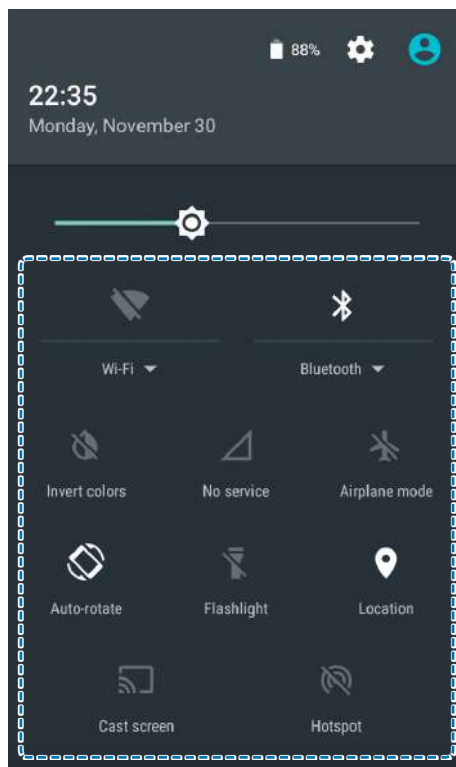 88%
22:35
Monday, November 30
Wi-Fi Bluetooth
Invert colors No service Airplane mode
Auto-rotate Flashlight Location
Cast screen Hotspot